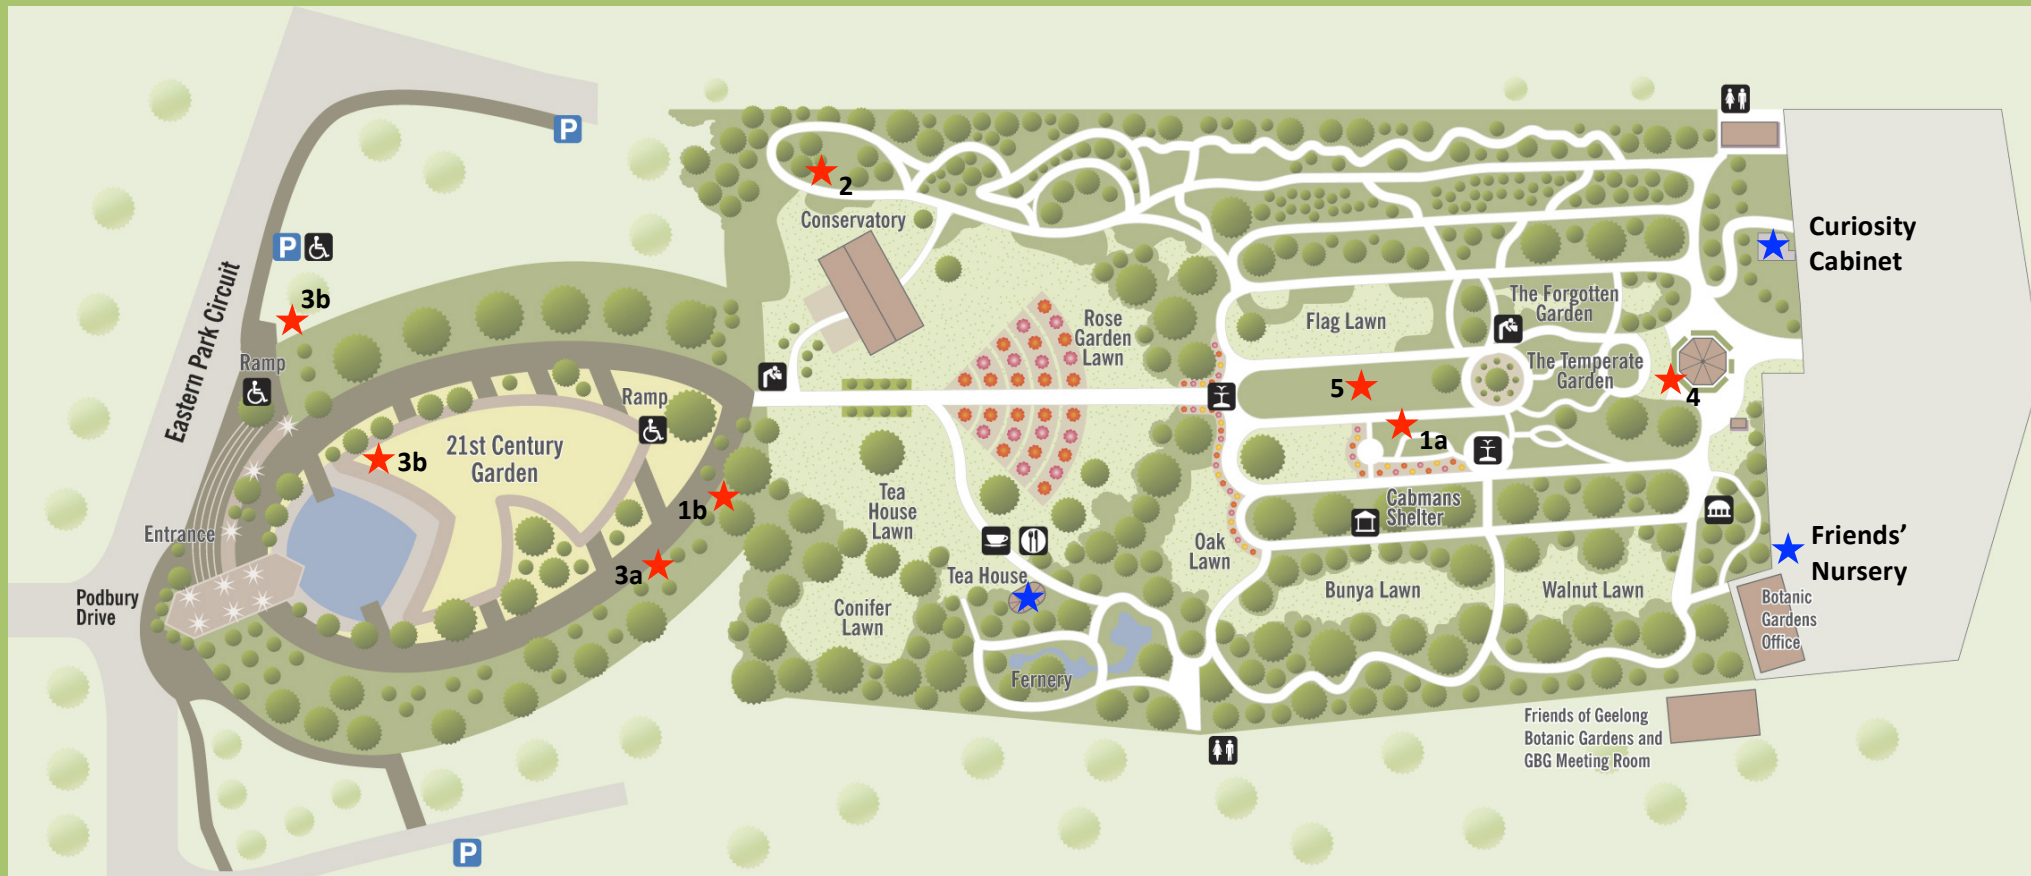 P
2
Conservatory
Curiosity
Cabinet
P
3b
Eastern Park Circuit
Ramp
Rose
Garden
Lawn
Flag Lawn
The Forgotten
Garden
The Temperate
Garden
4
5
1a
Ramp
21st Century
Garden
3b
1b
3a
Entrance
Podbury
Drive
Tea
House
Lawn
Tea House
Conifer
Lawn
Fernery
Oak
Lawn
Cabmans
Shelter
Bunya Lawn
Walnut Lawn
Friends’
Nursery
Botanic
Gardens
Office
Friends of Geelong
Botanic Gardens and
GBG Meeting Room
P